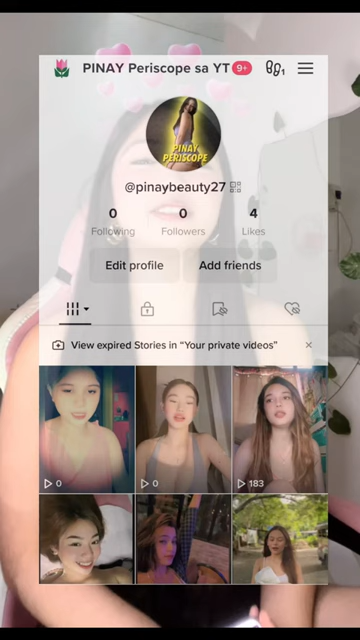 PINAY Periscope sa YT 9+ 1
PINAY
PERISCOPE
@pinaybeauty27
0 0 4
Following Followers Likes
Edit profile Add friends
View expired Stories in “Your private videos”
0 0 183